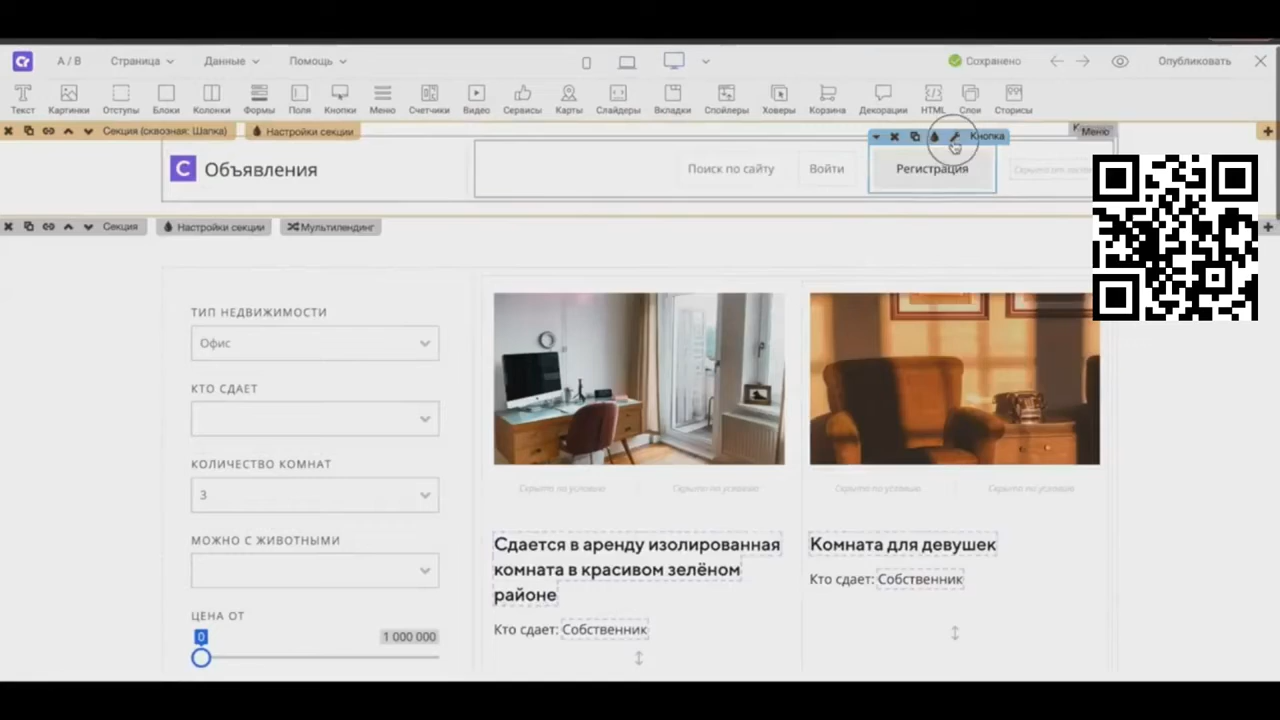 Cr A / B Страница Данные Помощь Сохранено Опубликовать
Текст Картинки Отступы Блоки Колонки Формы Поля Кнопки Меню Счетчики Видео Сервисы Карты Слайдеры Вкладки Спойлеры Ховеры Корзина Декорации HTML Слои Сторисы
Секция (сквозная: Шапка) Настройки секции Кнопка Меню
C Объявления Поиск по сайту Войти Регистрация
Секция Настройки секции Мультилендинг
ТИП НЕДВИЖИМОСТИ
Офис
КТО СДАЕТ
КОЛИЧЕСТВО КОМНАТ
3
МОЖНО С ЖИВОТНЫМИ
ЦЕНА ОТ
0 1 000 000
Скрыто по условию Скрыто по условию Скрыто по условию Скрыто по условию
Сдается в аренду изолированная
комната в красивом зелёном
районе
Кто сдает: Собственник
Комната для девушек
Кто сдает: Собственник